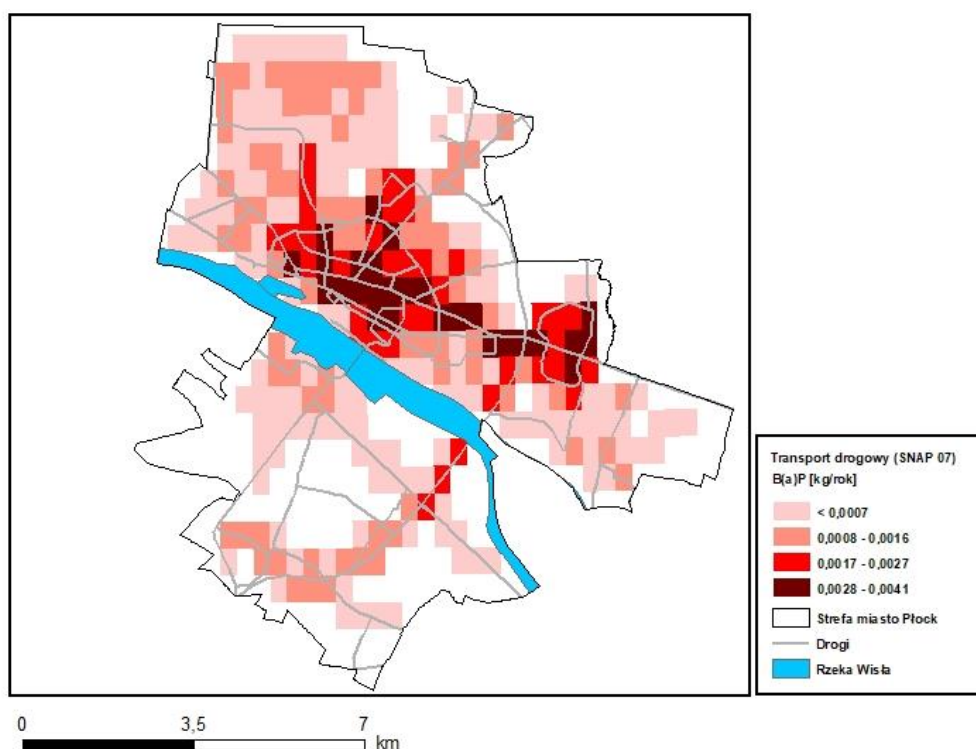 Transport drogowy (SNAP 07)
B(a)P [kg/rok]
< 0,0007
0,0008 - 0,0016
0,0017 - 0,0027
0,0028 - 0,0041
Strefa miasto Płock
Drogi
Rzeka Wisła
0 3,5 7
km